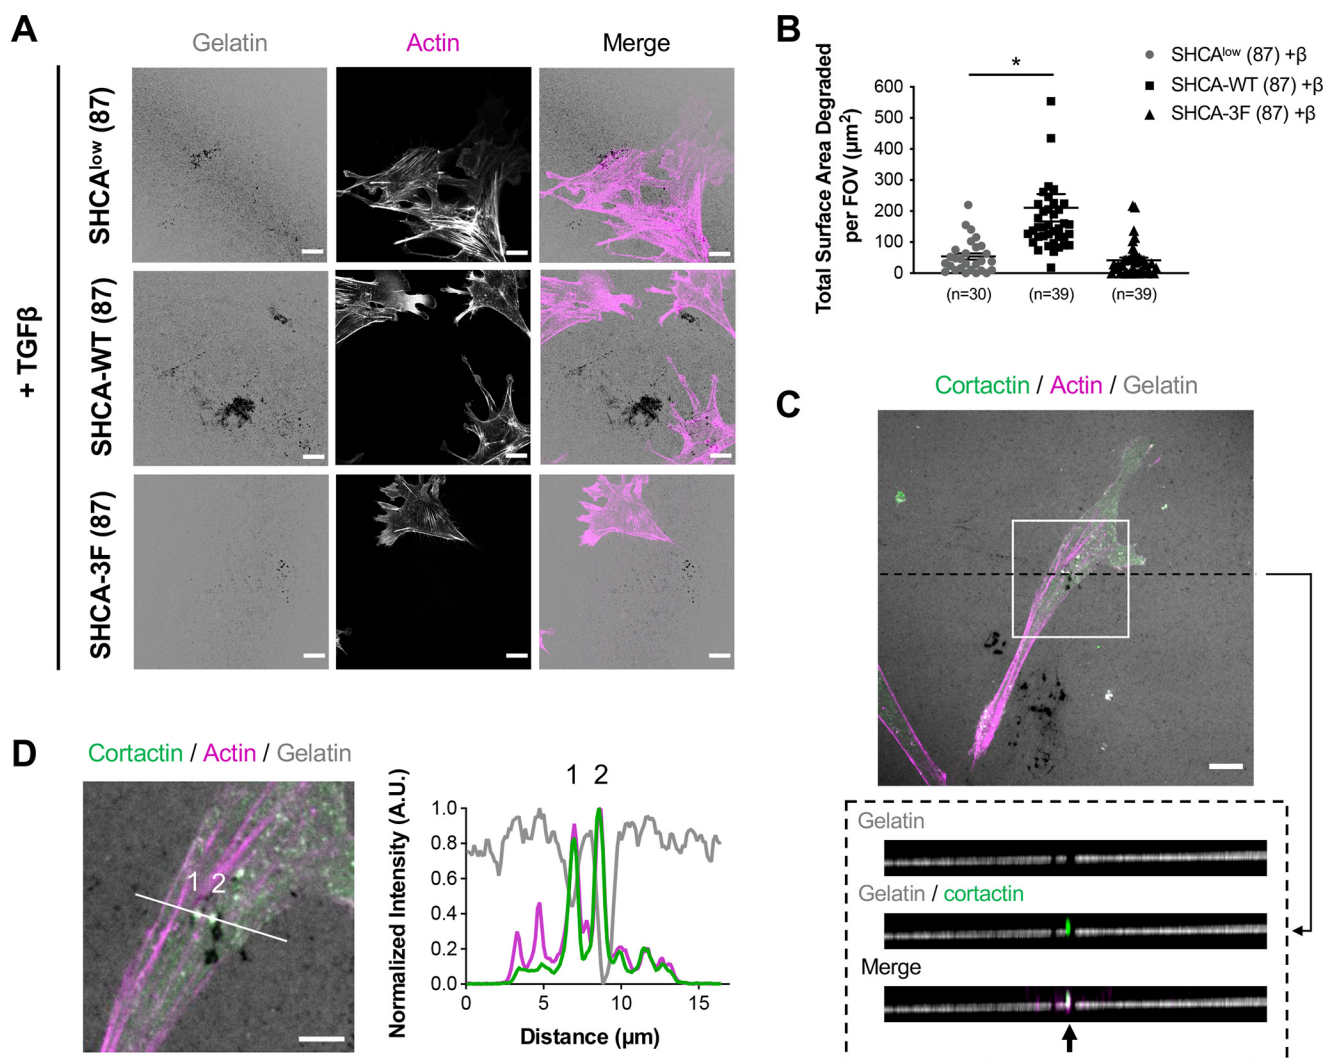 A
Gelatin Actin Merge
+ TGFβ
SHCAlow (87)
SHCA-WT (87)
SHCA-3F (87)
B
Total Surface Area Degraded
per FOV (µm2)
600
400
300
200
100
0
*
(n=30) (n=39) (n=39)
SHCAlow (87) +β
SHCA-WT (87) +β
SHCA-3F (87) +β
C
Cortactin / Actin / Gelatin
Gelatin
Gelatin / cortactin
Merge
D
Cortactin / Actin / Gelatin
1 2
Normalized Intensity (A.U.)
1 2
1.0
0.8
0.6
0.4
0.2
0.0
0 5 10 15
Distance (µm)